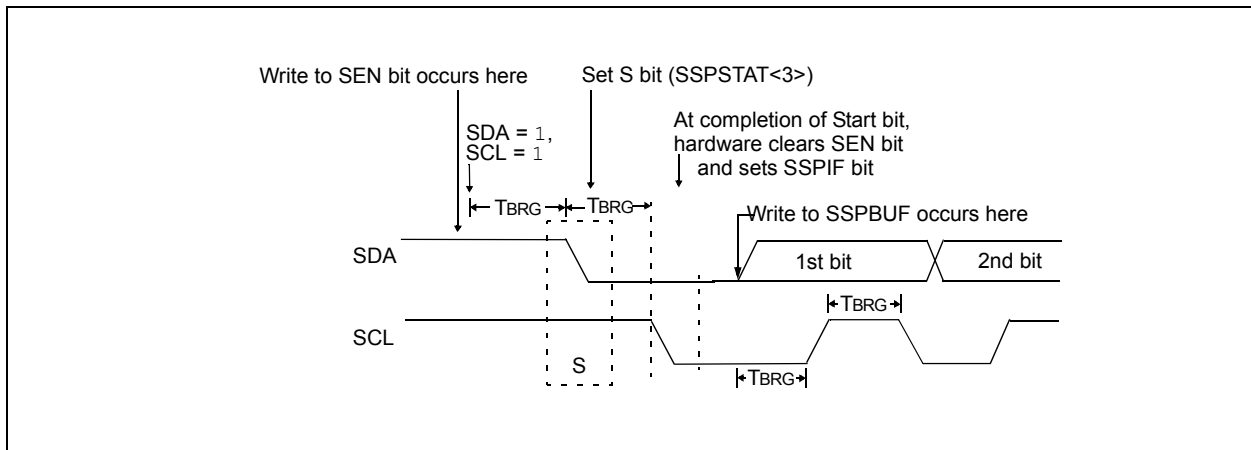 Write to SEN bit occurs here
Set S bit (SSPSTAT<3>)
SDA = 1,
SCL = 1
At completion of Start bit,
hardware clears SEN bit
and sets SSPIF bit
TBRG
TBRG
Write to SSPBUF occurs here
SDA
1st bit
2nd bit
TBRG
SCL
S
TBRG